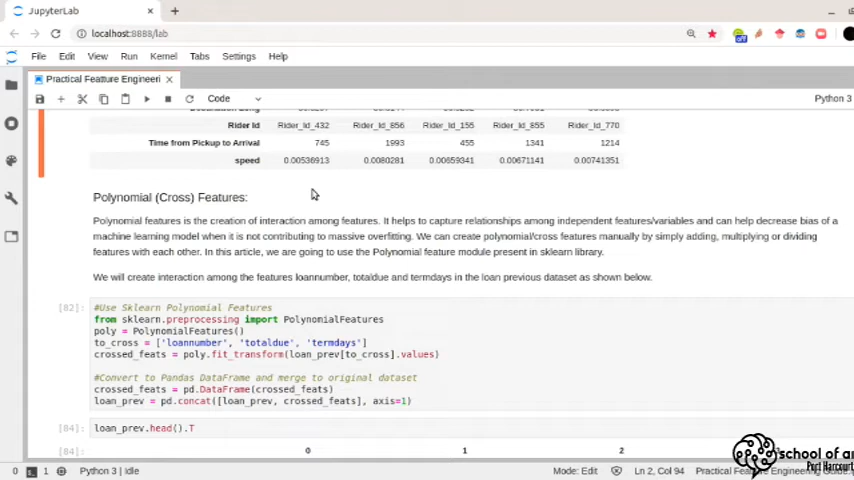 JupyterLab
localhost:8888/lab
File Edit View Run Kernel Tabs Settings Help
Practical Featture Engineeri
Code
Python 3
Rider Id Rider_Id_432 Rider_Id_856 Rider_Id_155 Rider_Id_855 Rider_Id_770
Time from Pickup to Arrival 745 1993 455 1341 1214
speed 0.00536913 0.0080281 0.00659341 0.00671141 0.00741351
Polynomial (Cross) Features:
Polynomial features is the creation of interaction among features. It helps to capture relationships among independent features/variables and can help decrease bias of a
machine learning model when it is not contributing to massive overfitting. We can create polynomial/cross features manually by simply adding, multiplying or dividing
features with each other. In this article, we are going to use the Polynomial feature module present in sklearn library.
We will create interaction among the features loannumber, totaldue and termdays in the loan previous dataset as shown below.
[82]: #Use Sklearn Polynomial Features
from sklearn.preprocessing import PolynomialFeatures
poly = PolynomialFeatures()
to_cross = ['loannumber', 'totaldue', 'termdays']
crossed_feats = poly.fit_transform(loan_prev[to_cross].values)
#Convert to Pandas DataFrame and merge to original dataset
crossed_feats = pd.DataFrame(crossed_feats)
loan_prev = pd.concat([loan_prev, crossed_feats], axis=1)
[84]: loan_prev.head().T
[84]: 0 1 2
school of a
Port Harcourt
0 1 Python 3 | Idle Mode: Edit Ln 2, Col 94 Practical